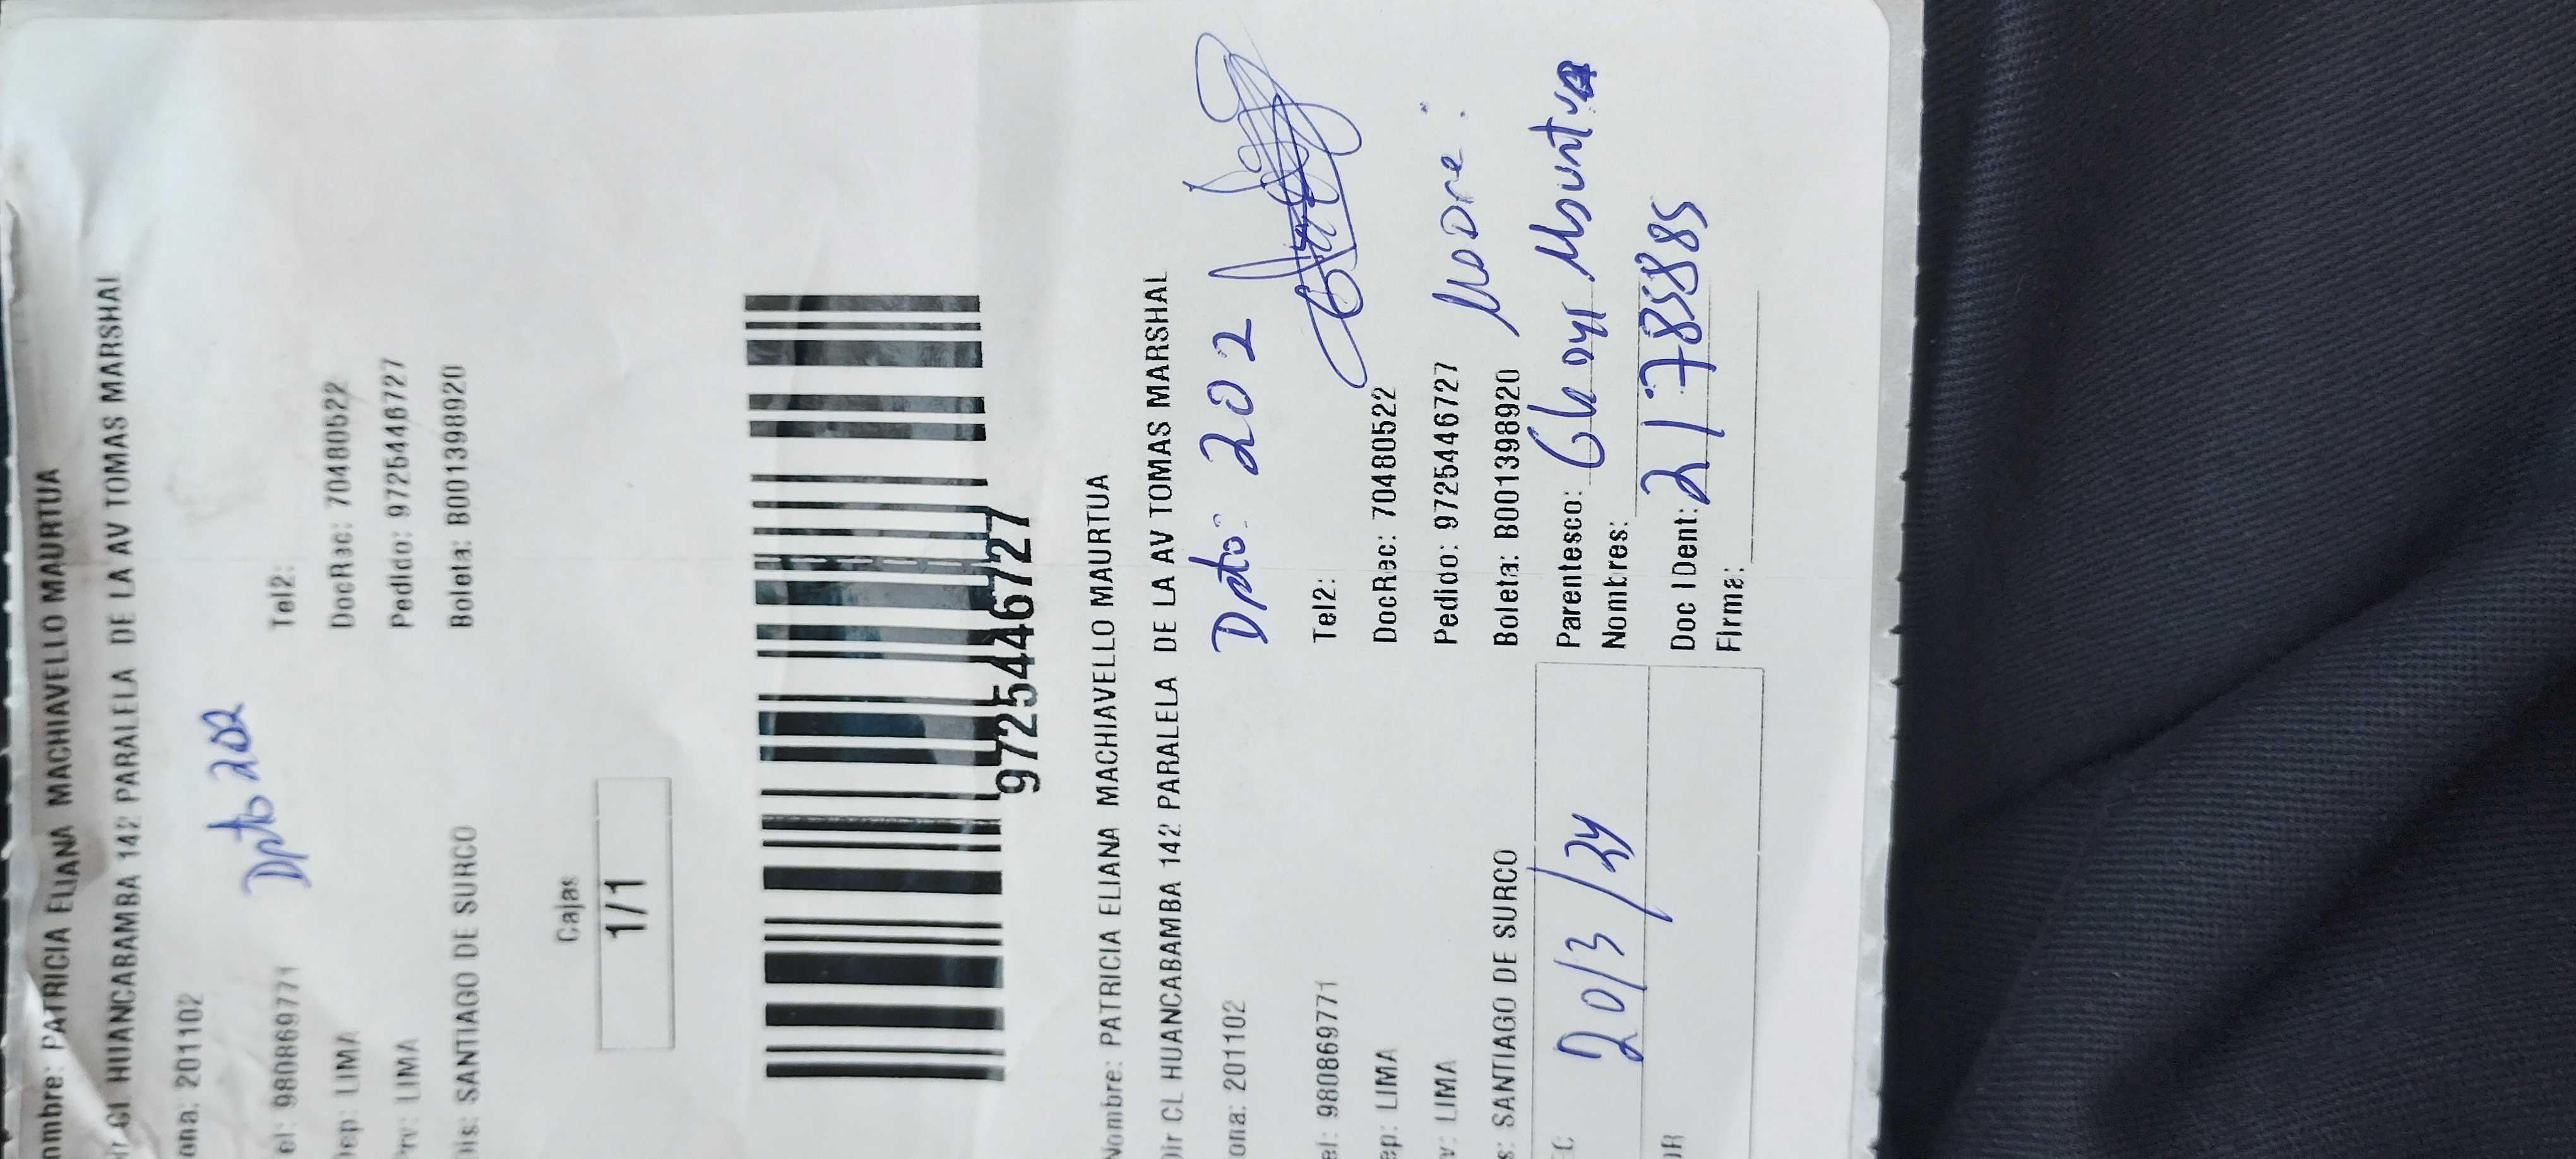 ombre: PATRICIA ELIANA MACHIAVELLO MAURTUA
ir CL HUANCABAMBA 142 PARALELA DE LA AV TOMAS MARSHAL
ona: 201102
Dpto 202
el: 980869771 Tel2:
Dep: LIMA DocRec: 70480522
rv: LIMA Pedido: 9725446727
Dis: SANTIAGO DE SURCO Boleta: B001398920
Cajas
1/1
9725446727
Nombre: PATRICIA ELIANA MACHIAVELLO MAURTUA
Dir CL HUANCABAMBA 142 PARALELA DE LA AV TOMAS MARSHAL
ona: 201102 Dpto: 202
el: 980869771 Tel2:
ep: LIMA DocRec: 70480522
v: LIMA Pedido: 9725446727
s: SANTIAGO DE SURCO Boleta: B001398920
Madre
20/3/24
Parentesco:
Nombres: Maurtua
Doc IDent: 2178885
Firma: